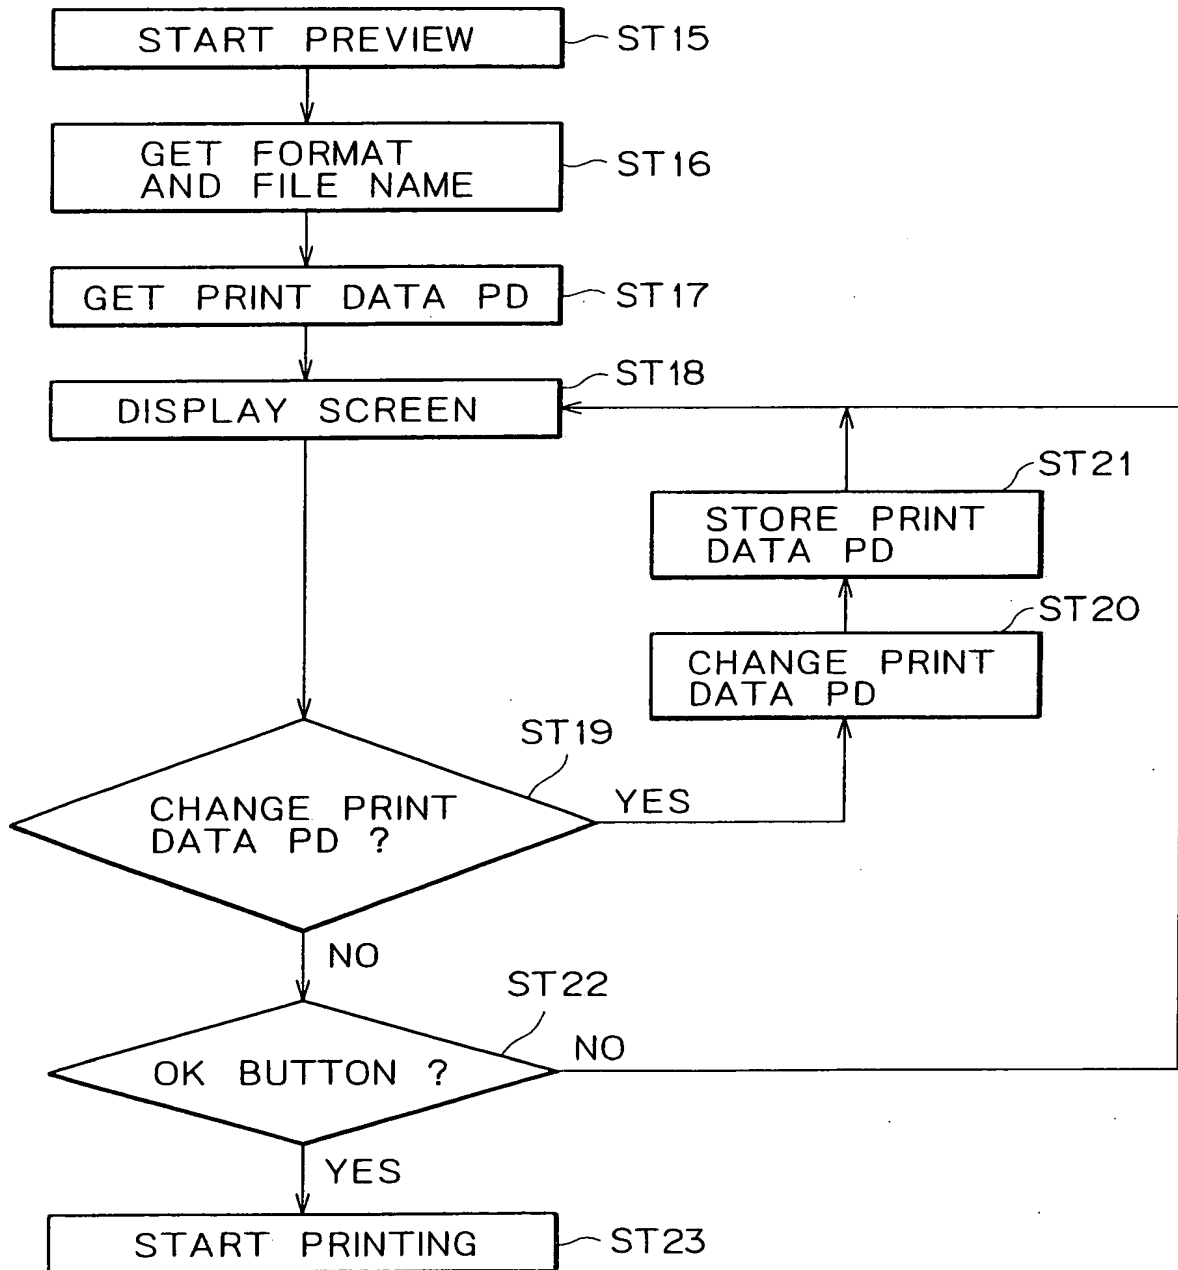 START PREVIEW
ST15
GET FORMAT
AND FILE NAME
ST16
GET PRINT DATA PD
ST17
DISPLAY SCREEN
ST18
STORE PRINT
DATA PD
ST21
CHANGE PRINT
DATA PD
ST20
CHANGE PRINT
DATA PD ?
ST19
YES
NO
OK BUTTON ?
ST22
NO
YES
START PRINTING
ST23